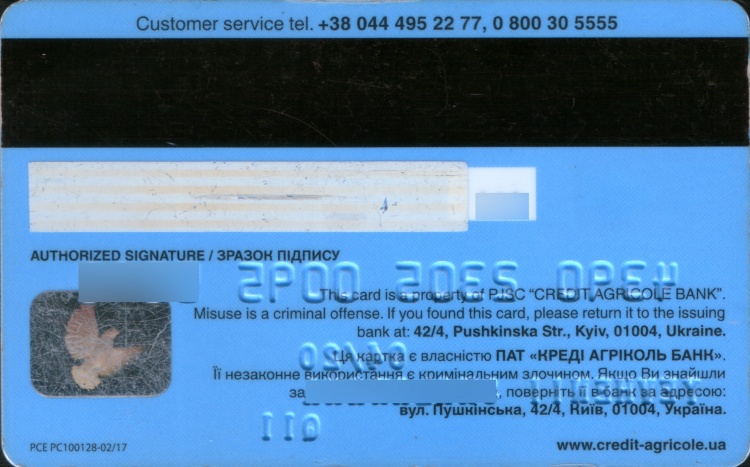 Customer service tel. +38 044 495 22 77, 0 800 30 5555
AUTHORIZED SIGNATURE / ЗРАЗОК ПІДПИСУ
This card is a property of PJSC “CREDIT AGRICOLE BANK”.
Misuse is a criminal offense. If you found this card, please return it to the issuing
bank at: 42/4, Pushkinska Str., Kyiv, 01004, Ukraine.
Ця картка є власністю ПАТ «КРЕДІ АГРІКОЛЬ БАНК».
Її незаконне використання є кримінальним злочином. Якщо Ви знайшли
поверніть її в банк за адресою:
вул. Пушкінська, 42/4, Київ, 01004, Україна.
PCE PC100128-02/17
www.credit-agricole.ua